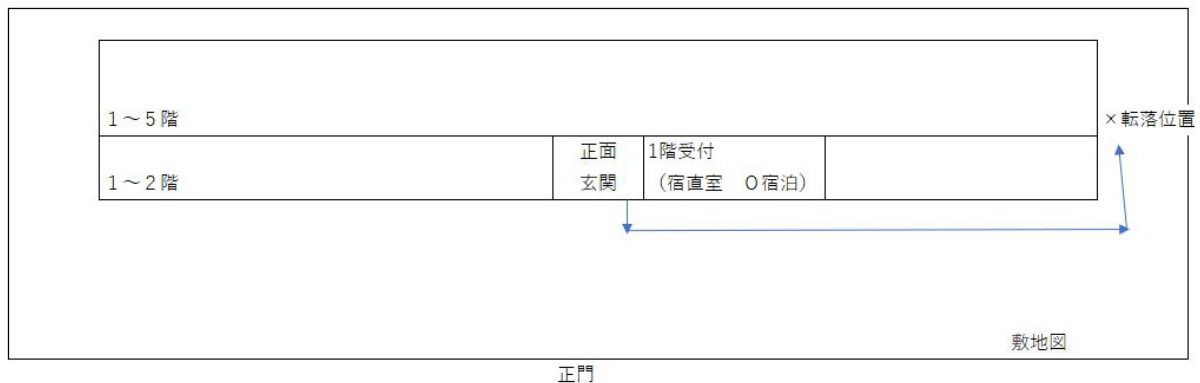 1～5階
×転落位置
1～2階
正面
玄関
1階受付
（宿直室　O宿泊）
敷地図
正門